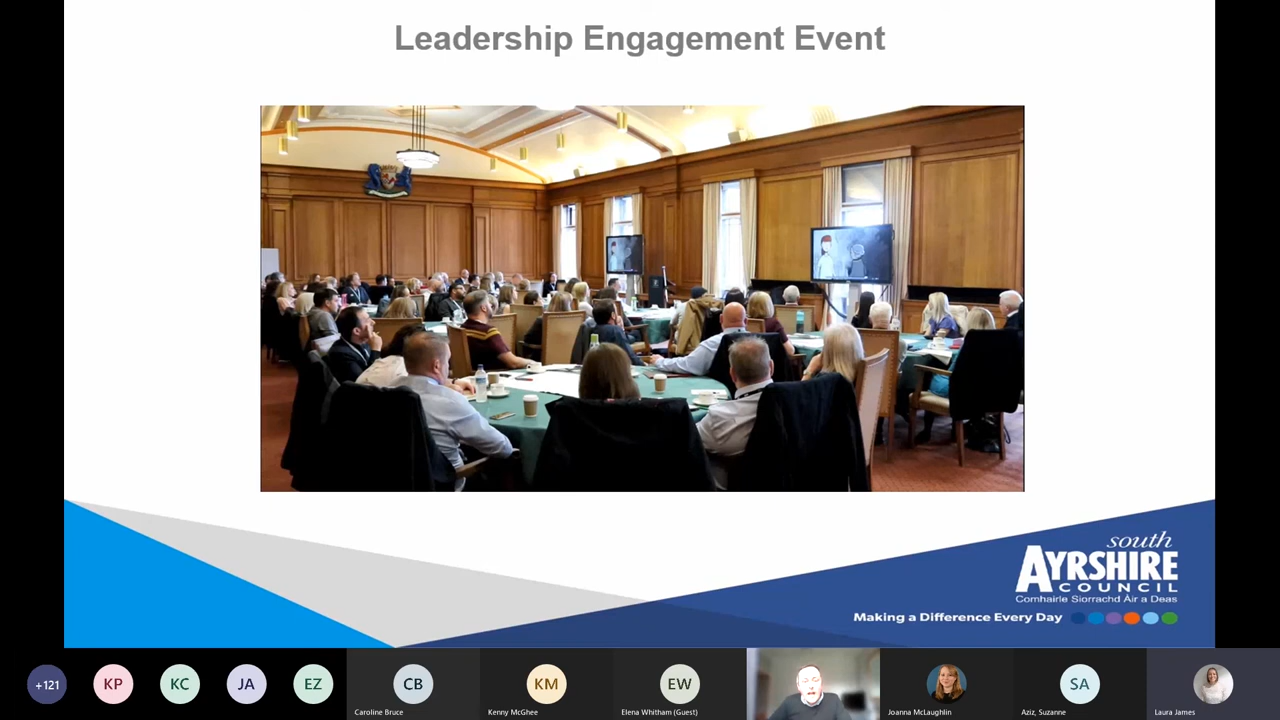 Leadership Engagement Event
south
AYRSHIRE
COUNCIL
Comhairle Siorrachd Àir a Deas
Making a Difference Every Day
+121
KP
KC
JA
EZ
CB
Caroline Bruce
KM
Kenny McGhee
EW
Elena Whitham (Guest)
Joanna McLaughlin
SA
Aziz, Suzanne
Laura James